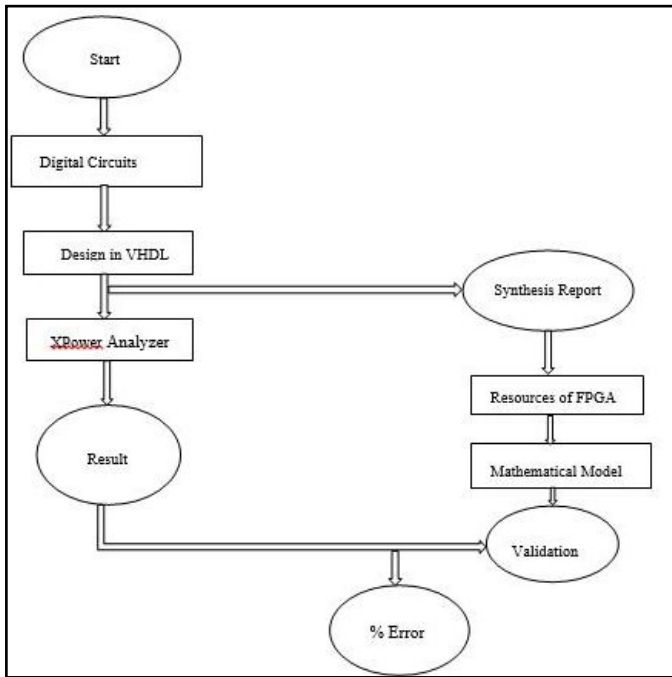 Start
Digital Circuits
Design in VHDL
Synthesis Report
XPower Analyzer
Resources of FPGA
Result
Mathematical Model
Validation
% Error